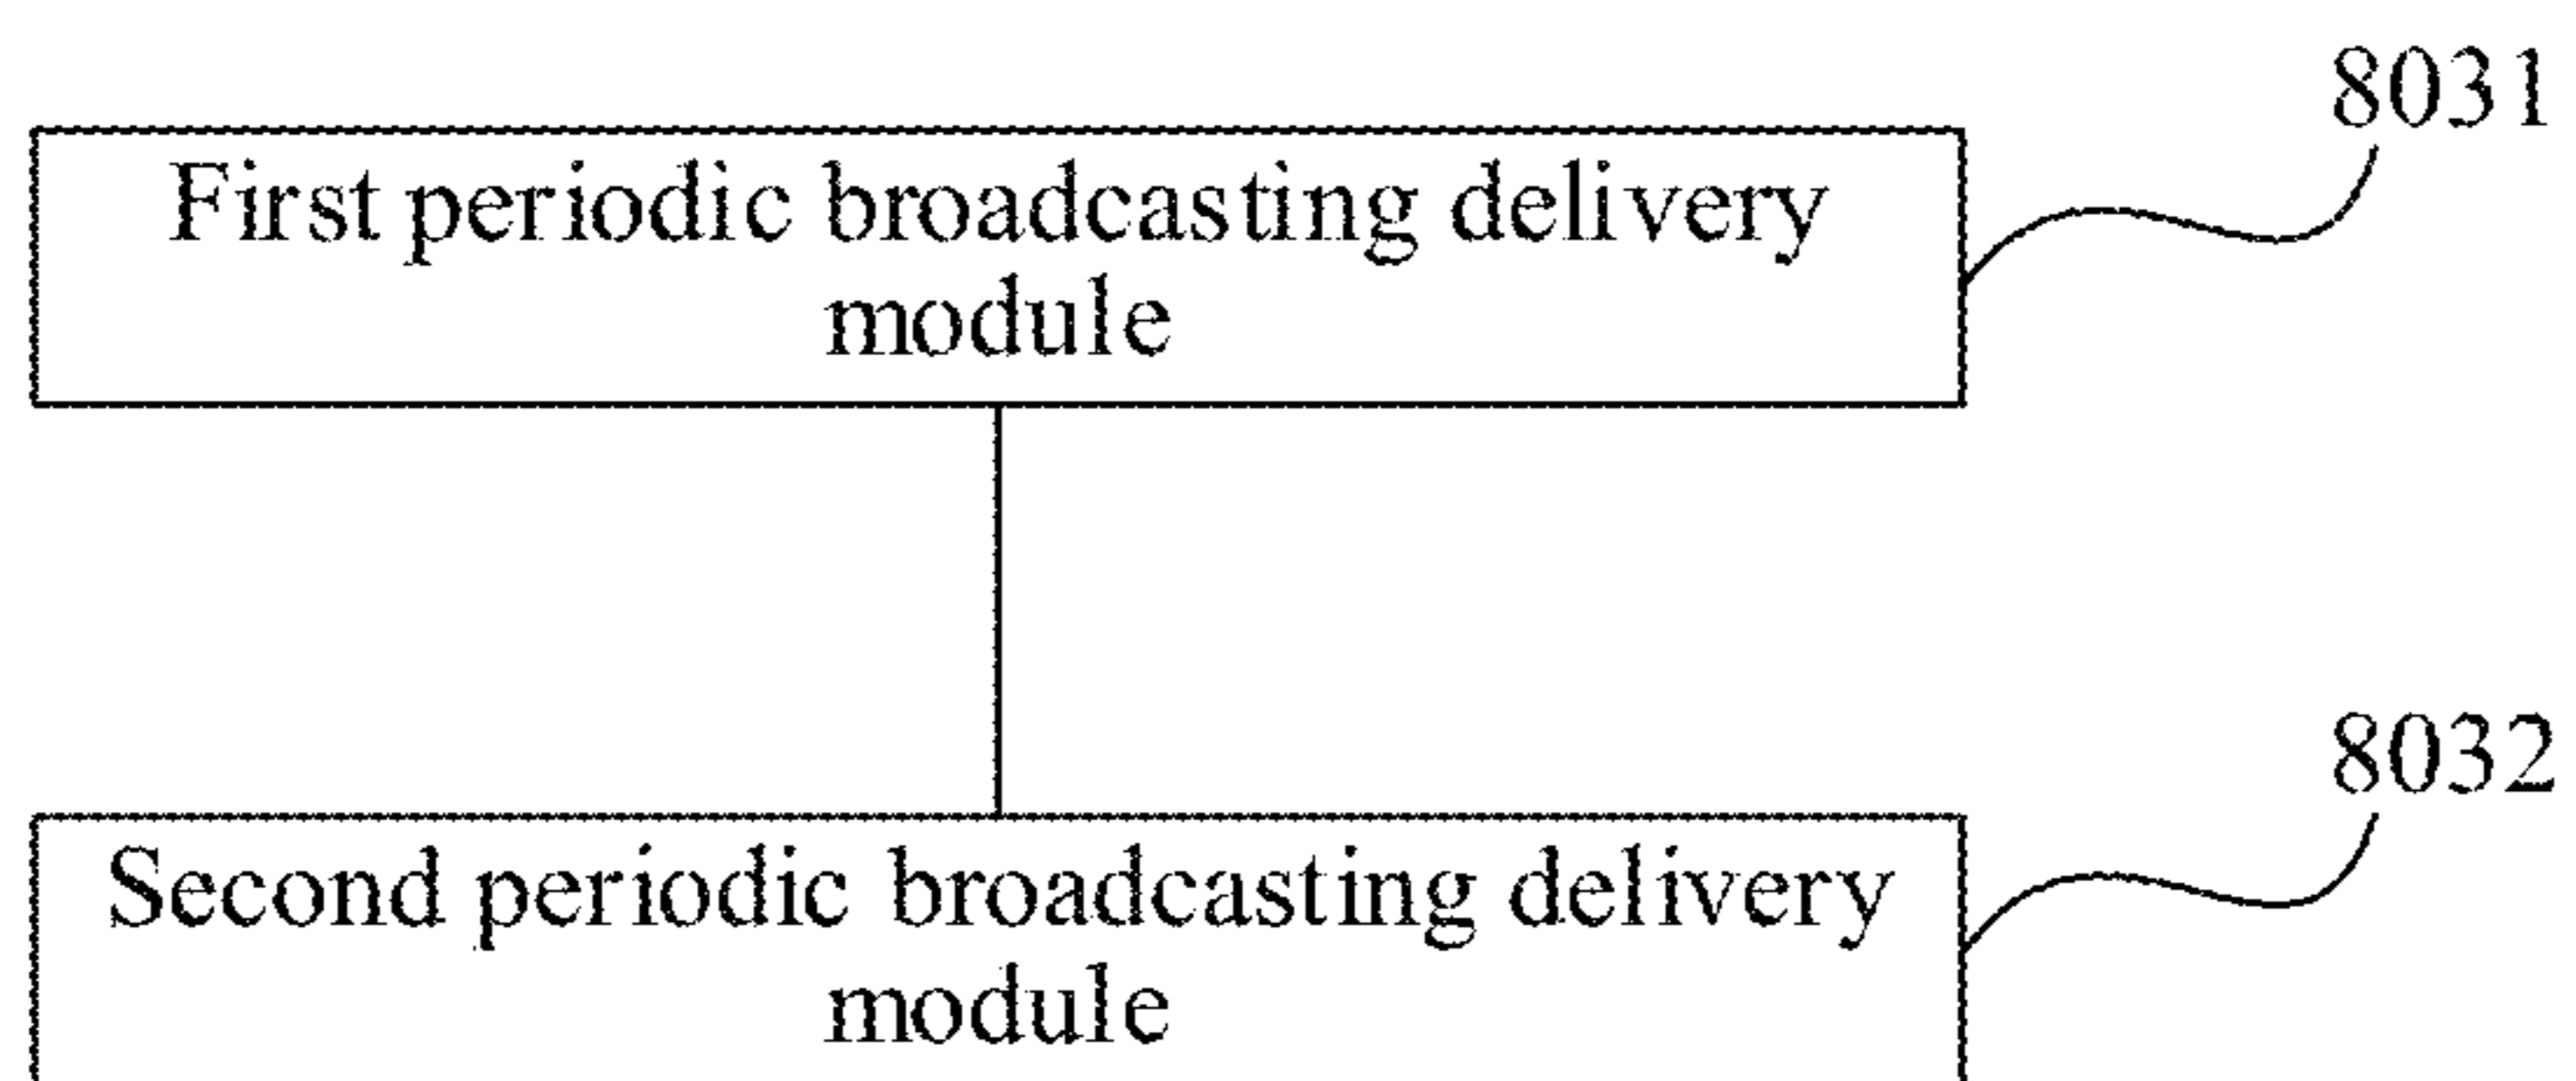 8031
First periodic broadcasting delivery
module
8032
Second periodic broadcasting delivery
module